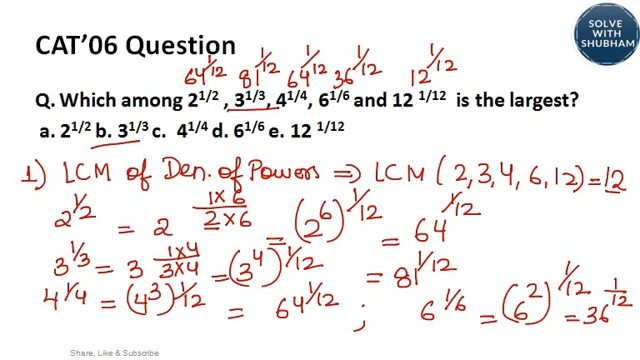 SOLVE
WITH
SHUBHAM
CAT'06 Question
64^1/12 81^1/12 64^1/12 36^1/12 12^1/12
Q. Which among 2^1/2 , 3^1/3, 4^1/4, 6^1/6 and 12 ^1/12 is the largest?
a. 2^1/2 b. 3^1/3 c. 4^1/4 d. 6^1/6 e. 12 ^1/12
1) LCM of Den. of Powers ⇒ LCM (2, 3, 4, 6, 12) = 12
2^1/2 = 2^(1×6)/(2×6) = (2^6)^1/12 = 64^1/12
3^1/3 = 3^(1×4)/(3×4) = (3^4)^1/12 = 81^1/12
4^1/4 = (4^3)^1/12 = 64^1/12 ; 6^1/6 = (6^2)^1/12 = 36^1/12
Share, Like & Subscribe